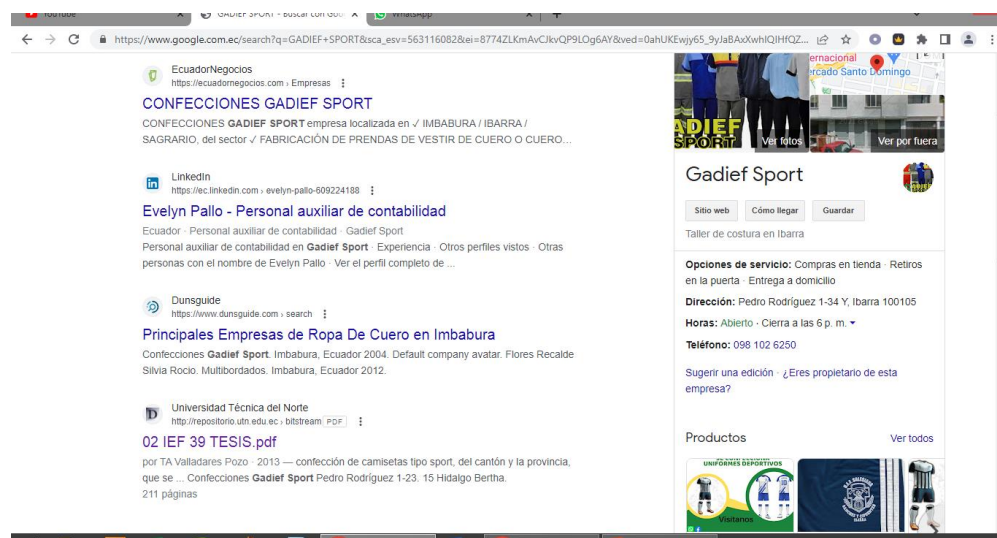 YouTube
GADIEF SPORT - Buscar con Goo
WhatsApp
https://www.google.com.ec/search?q=GADIEF+SPORT&sca_esv=563116082&ei=8774ZLKmAvCJkvQP9LOg6AY&ved=0ahUKEwjy65_9yJaBAxXwhIQIHfQZ...
EcuadorNegocios
https://ecuadornegocios.com › Empresas
CONFECCIONES GADIEF SPORT
CONFECCIONES GADIEF SPORT empresa localizada en ✓ IMBABURA / IBARRA /
SAGRARIO, del sector ✓ FABRICACIÓN DE PRENDAS DE VESTIR DE CUERO O CUERO...
LinkedIn
https://ec.linkedin.com › evelyn-pallo-609224188
Evelyn Pallo - Personal auxiliar de contabilidad
Ecuador · Personal auxiliar de contabilidad · Gadief Sport
Personal auxiliar de contabilidad en Gadief Sport · Experiencia · Otros perfiles vistos · Otras
personas con el nombre de Evelyn Pallo · Ver el perfil completo de ...
Dunsguide
https://www.dunsguide.com › search
Principales Empresas de Ropa De Cuero en Imbabura
Confecciones Gadief Sport. Imbabura, Ecuador 2004. Default company avatar. Flores Recalde
Silvia Rocio. Multibordados. Imbabura, Ecuador 2012.
Universidad Técnica del Norte
http://repositorio.utn.edu.ec › bitstream PDF
02 IEF 39 TESIS.pdf
por TA Valladares Pozo · 2013 — confección de camisetas tipo sport, del cantón y la provincia,
que se ... Confecciones Gadief Sport Pedro Rodríguez 1-23. 15 Hidalgo Bertha.
211 páginas
ernacional
ercado Santo Domingo
ADIEF
SPORT
Ver fotos
Ver por fuera
Gadief Sport
Sitio web
Cómo llegar
Guardar
Taller de costura en Ibarra
Opciones de servicio: Compras en tienda · Retiros
en la puerta · Entrega a domicilio
Dirección: Pedro Rodríguez 1-34 Y, Ibarra 100105
Horas: Abierto · Cierra a las 6 p. m.
Teléfono: 098 102 6250
Sugerir una edición · ¿Eres propietario de esta
empresa?
Productos
Ver todos
UNIFORMES DEPORTIVOS
Visítanos